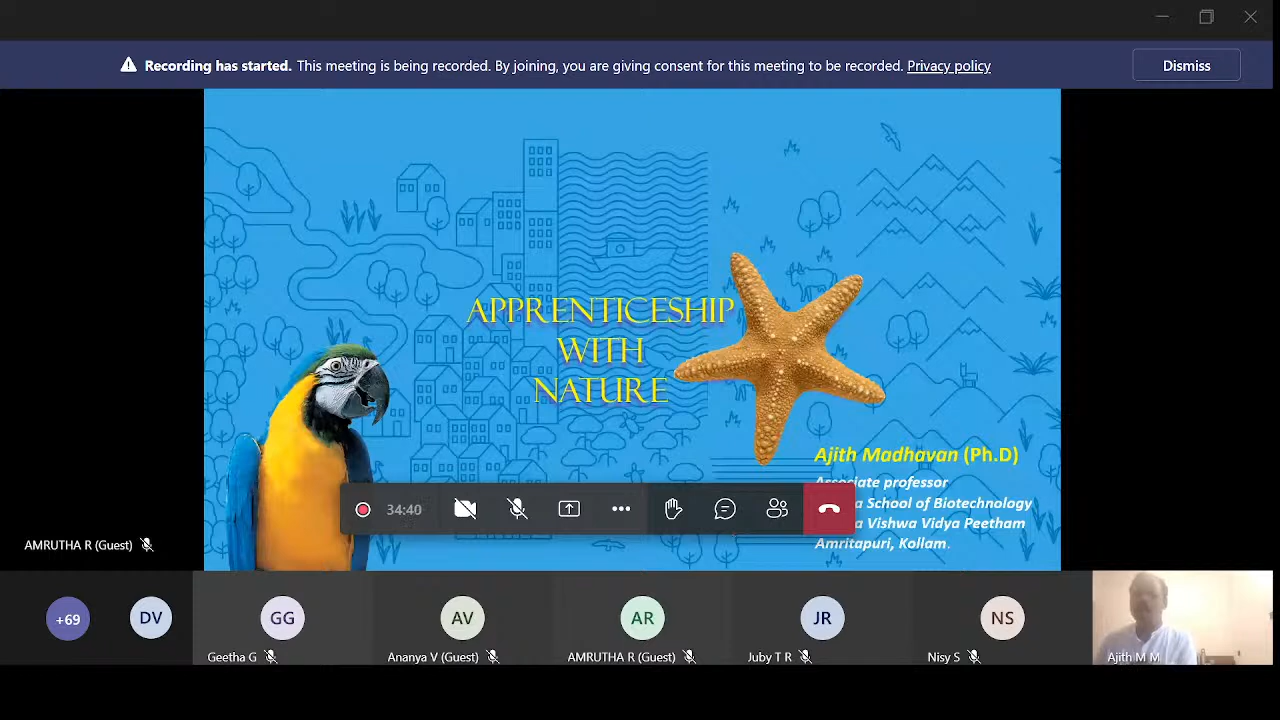 Recording has started. This meeting is being recorded. By joining, you are giving consent for this meeting to be recorded. Privacy policy
Dismiss
APPRENTICESHIP
WITH
NATURE
Ajith Madhavan (Ph.D)
Associate professor
School of Biotechnology
Vishwa Vidya Peetham
Amritapuri, Kollam.
34:40
AMRUTHA R (Guest)
+69
DV
GG
AV
AR
JR
NS
Geetha G
Ananya V (Guest)
AMRUTHA R (Guest)
Juby T R
Nisy S
Ajith M M